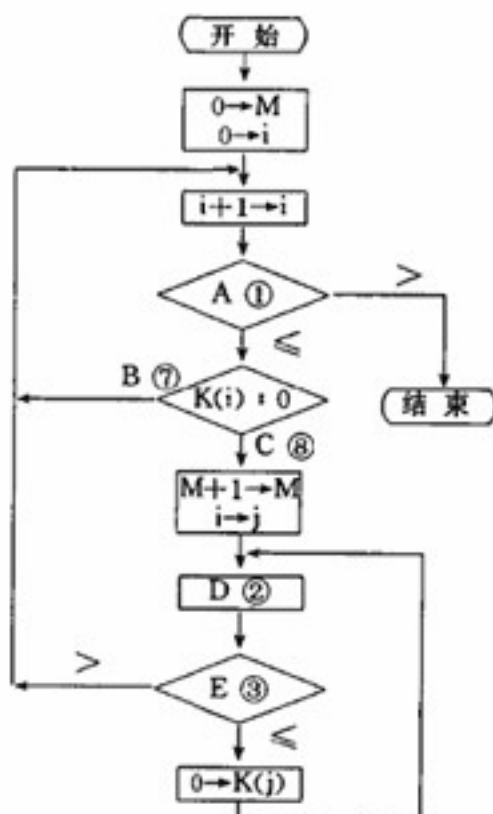 开始
0→M
0→i
i+1→i
A ①
>
≤
B ⑦
K(i) : 0
结束
C ⑧
M+1→M
i→j
D ②
>
E ③
≤
0→K(j)